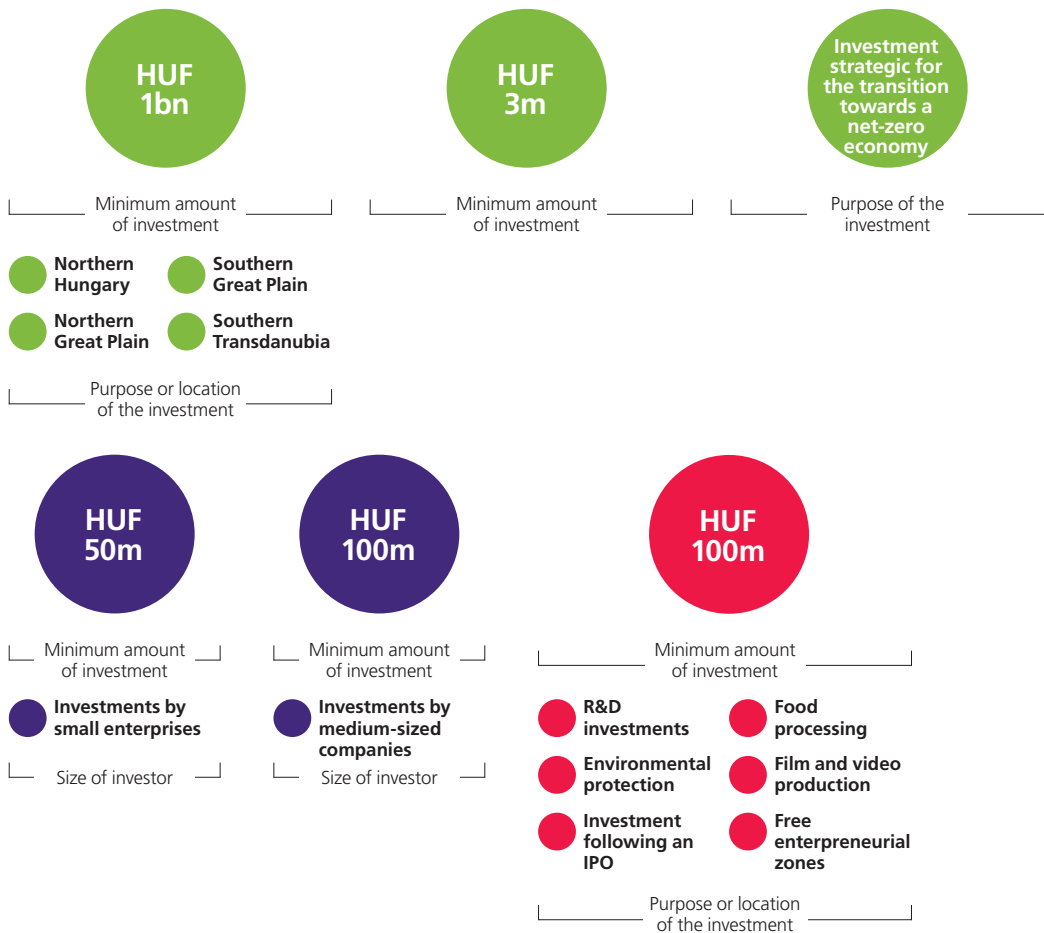 HUF
1bn
Minimum amount
of investment
Northern
Hungary
Southern
Great Plain
Northern
Great Plain
Southern
Transdanubia
Purpose or location
of the investment
HUF
3m
Minimum amount
of investment
Investment
strategic for
the transition
towards a
net-zero
economy
Purpose of the
investment
HUF
50m
Minimum amount
of investment
Investments by
small enterprises
Size of investor
HUF
100m
Minimum amount
of investment
Investments by
medium-sized
companies
Size of investor
HUF
100m
Minimum amount
of investment
R&D
investments
Food
processing
Environmental
protection
Film and video
production
Investment
following an
IPO
Free
enterpreneurial
zones
Purpose or location
of the investment